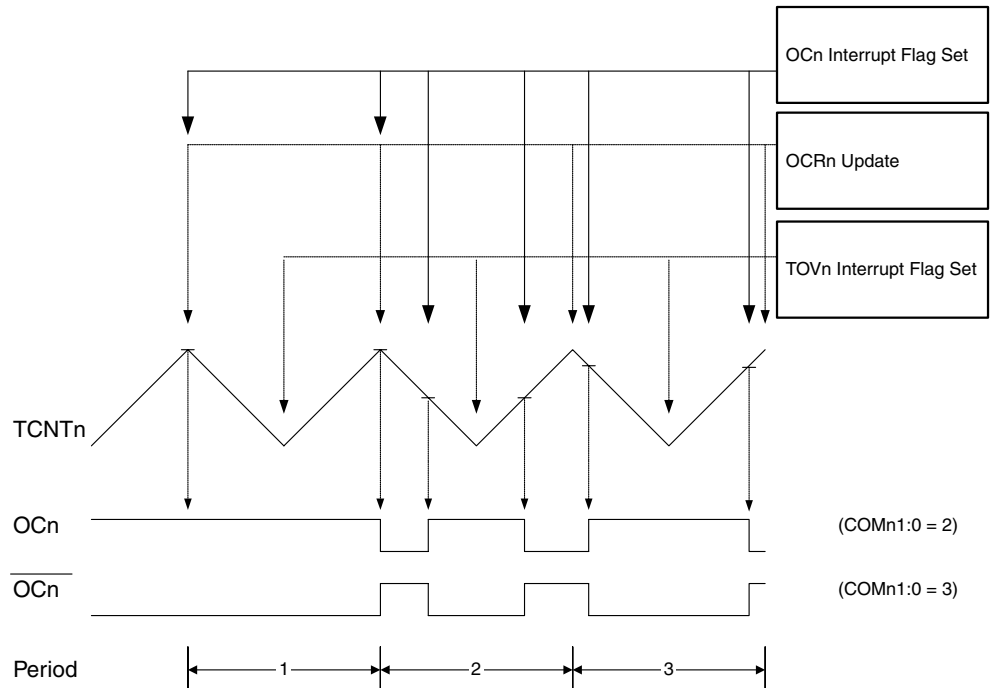 OCn Interrupt Flag Set
OCRn Update
TOVn Interrupt Flag Set
TCNTn
OCn
(COMn1:0 = 2)
OCn
(COMn1:0 = 3)
Period
1
2
3